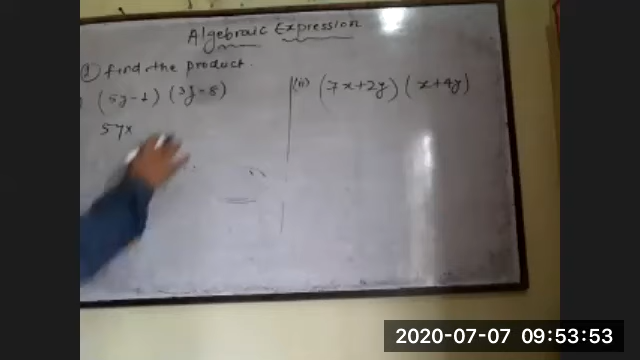 Algebraic Expression
① find the product.
(5y-1) (3y-8)
5y×
(ii) (7x+2y) (x+4y)
2020-07-07 09:53:53